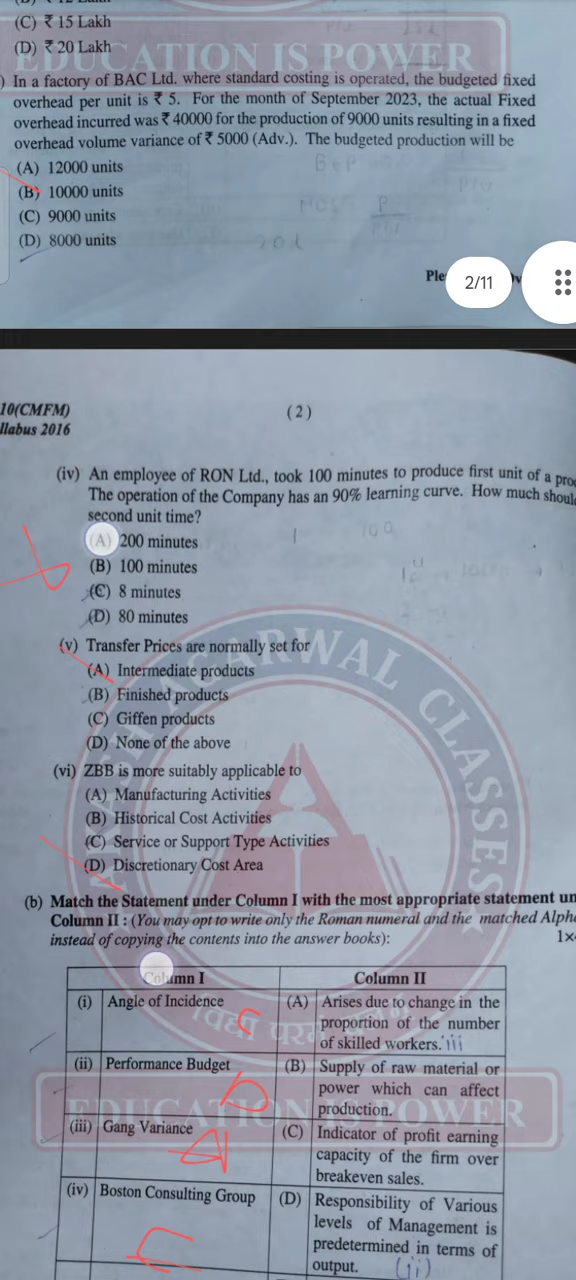 (C) ₹ 15 Lakh
(D) ₹ 20 Lakh
EDUCATION IS POWER
) In a factory of BAC Ltd. where standard costing is operated, the budgeted fixed
overhead per unit is ₹ 5. For the month of September 2023, the actual Fixed
overhead incurred was ₹ 40000 for the production of 9000 units resulting in a fixed
overhead volume variance of ₹ 5000 (Adv.). The budgeted production will be
(A) 12000 units
(B) 10000 units
(C) 9000 units
(D) 8000 units
Ple
2/11
10(CMFM)
(2)
llabus 2016
(iv) An employee of RON Ltd., took 100 minutes to produce first unit of a pro
The operation of the Company has an 90% learning curve. How much shoul
second unit time?
(A) 200 minutes
(B) 100 minutes
(C) 8 minutes
(D) 80 minutes
(v) Transfer Prices are normally set for
(A) Intermediate products
(B) Finished products
(C) Giffen products
(D) None of the above
(vi) ZBB is more suitably applicable to
(A) Manufacturing Activities
(B) Historical Cost Activities
(C) Service or Support Type Activities
(D) Discretionary Cost Area
(b) Match the Statement under Column I with the most appropriate statement un
Column II : (You may opt to write only the Roman numeral and the matched Alph
instead of copying the contents into the answer books):
1×
Column I
Column II
(i) Angle of Incidence
C
(A) Arises due to change in the
proportion of the number
of skilled workers. iii
(ii) Performance Budget
D
(B) Supply of raw material or
power which can affect
production.
(iii) Gang Variance
A
(C) Indicator of profit earning
capacity of the firm over
breakeven sales.
(iv) Boston Consulting Group
(D) Responsibility of Various
levels of Management is
predetermined in terms of
output. (ii)
AGARWAL CLASSES
EDUCATION IS POWER